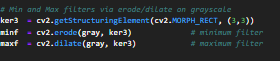 # Min and Max filters via erode/dilate on grayscale
ker3 = cv2.getStructuringElement(cv2.MORPH_RECT, (3,3))
minf = cv2.erode(gray, ker3) # minimum filter
maxf = cv2.dilate(gray, ker3) # maximum filter